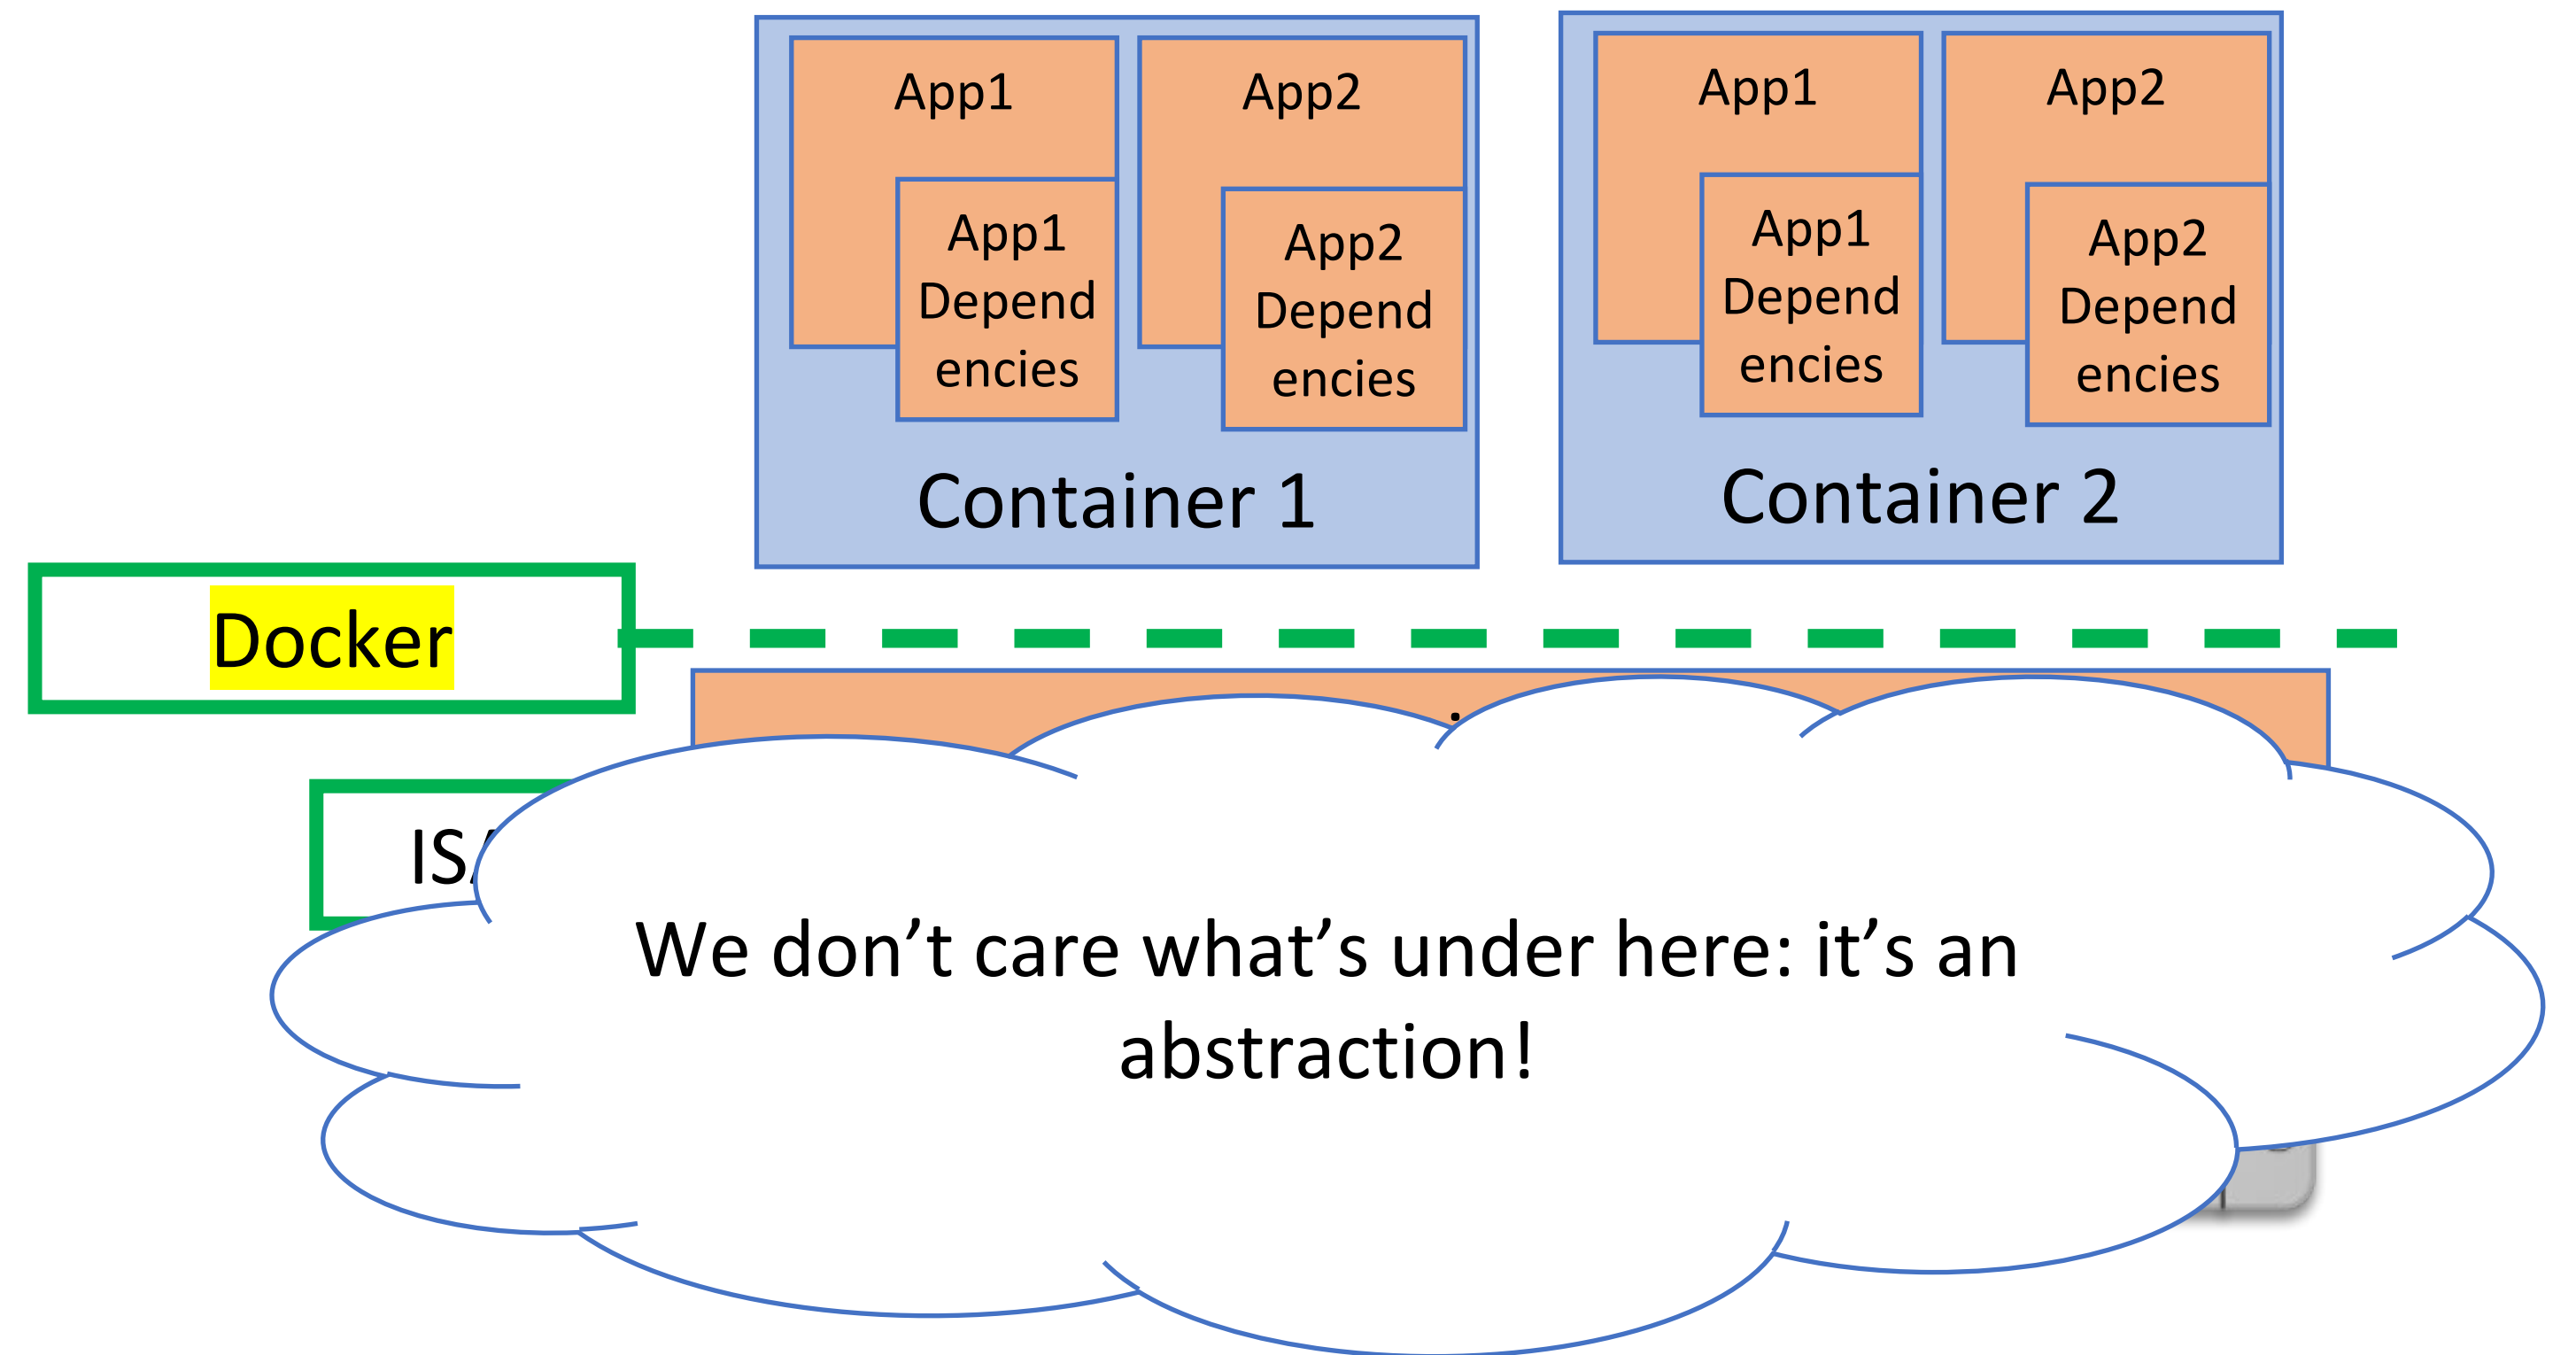 App1
App2
App1
Depend
encies
App2
Depend
encies
Container 1
App1
App2
App1
Depend
encies
App2
Depend
encies
Container 2
Docker
We don’t care what’s under here: it’s an
abstraction!